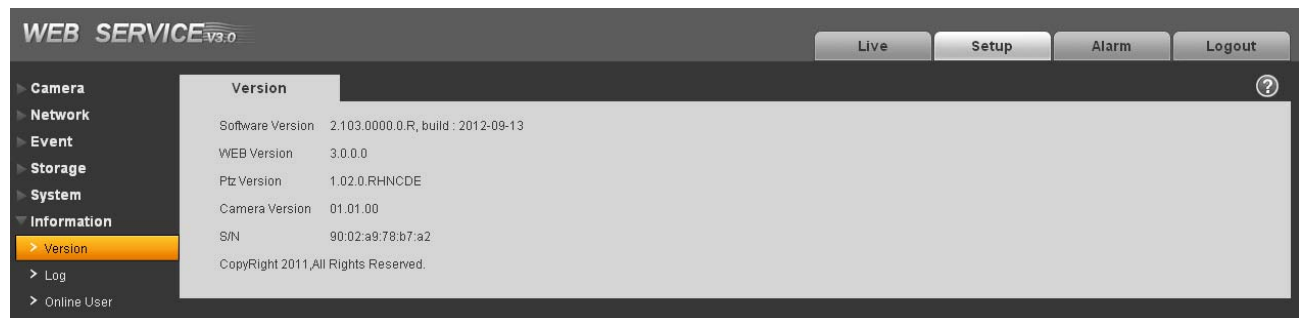 WEB SERVICE V3.0
Live Setup Alarm Logout
Camera
Network
Event
Storage
System
Information
> Version
> Log
> Online User
Version
?
Software Version 2.103.0000.0.R, build : 2012-09-13
WEB Version 3.0.0.0
Ptz Version 1.02.0.RHNCDE
Camera Version 01.01.00
S/N 90:02:a9:78:b7:a2
CopyRight 2011,All Rights Reserved.